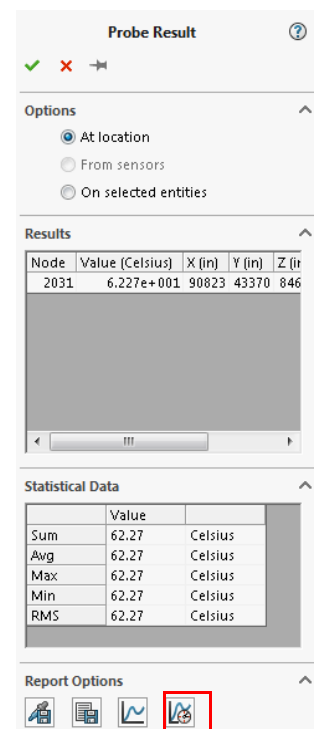 Probe Result
Options
At location
From sensors
On selected entities
Results
Node Value (Celsius) X (in) Y (in) Z (in
2031 6.227e+001 90823 43370 846
Statistical Data
Value
Sum 62.27 Celsius
Avg 62.27 Celsius
Max 62.27 Celsius
Min 62.27 Celsius
RMS 62.27 Celsius
Report Options